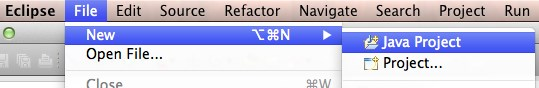 Eclipse File Edit Source Refactor Navigate Search Project Run
New ⌥⌘N ▶ Java Project
Open File... Project...
Close ⌘W